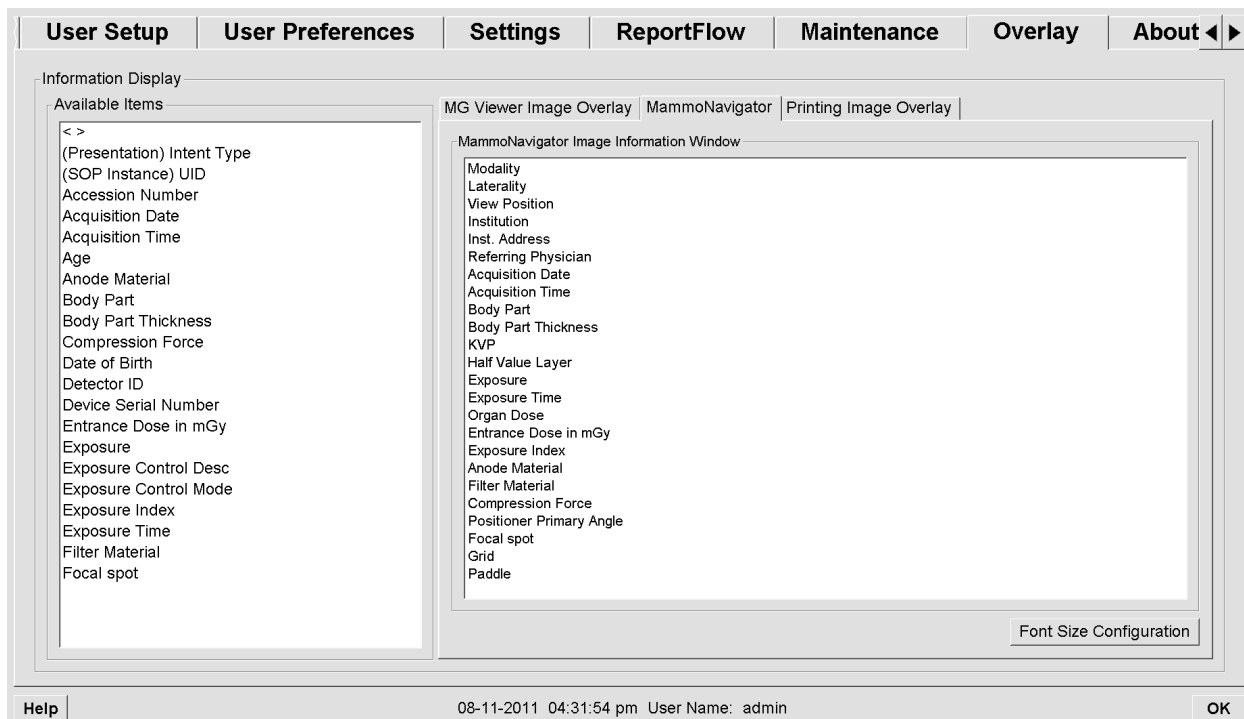 User Setup User Preferences Settings ReportFlow Maintenance Overlay About
Information Display
Available Items
< >
(Presentation) Intent Type
(SOP Instance) UID
Accession Number
Acquisition Date
Acquisition Time
Age
Anode Material
Body Part
Body Part Thickness
Compression Force
Date of Birth
Detector ID
Device Serial Number
Entrance Dose in mGy
Exposure
Exposure Control Desc
Exposure Control Mode
Exposure Index
Exposure Time
Filter Material
Focal spot
MG Viewer Image Overlay MammoNavigator Printing Image Overlay
MammoNavigator Image Information Window
Modality
Laterality
View Position
Institution
Inst. Address
Referring Physician
Acquisition Date
Acquisition Time
Body Part
Body Part Thickness
KVP
Half Value Layer
Exposure
Exposure Time
Organ Dose
Entrance Dose in mGy
Exposure Index
Anode Material
Filter Material
Compression Force
Positioner Primary Angle
Focal spot
Grid
Paddle
Font Size Configuration
Help 08-11-2011 04:31:54 pm User Name: admin OK